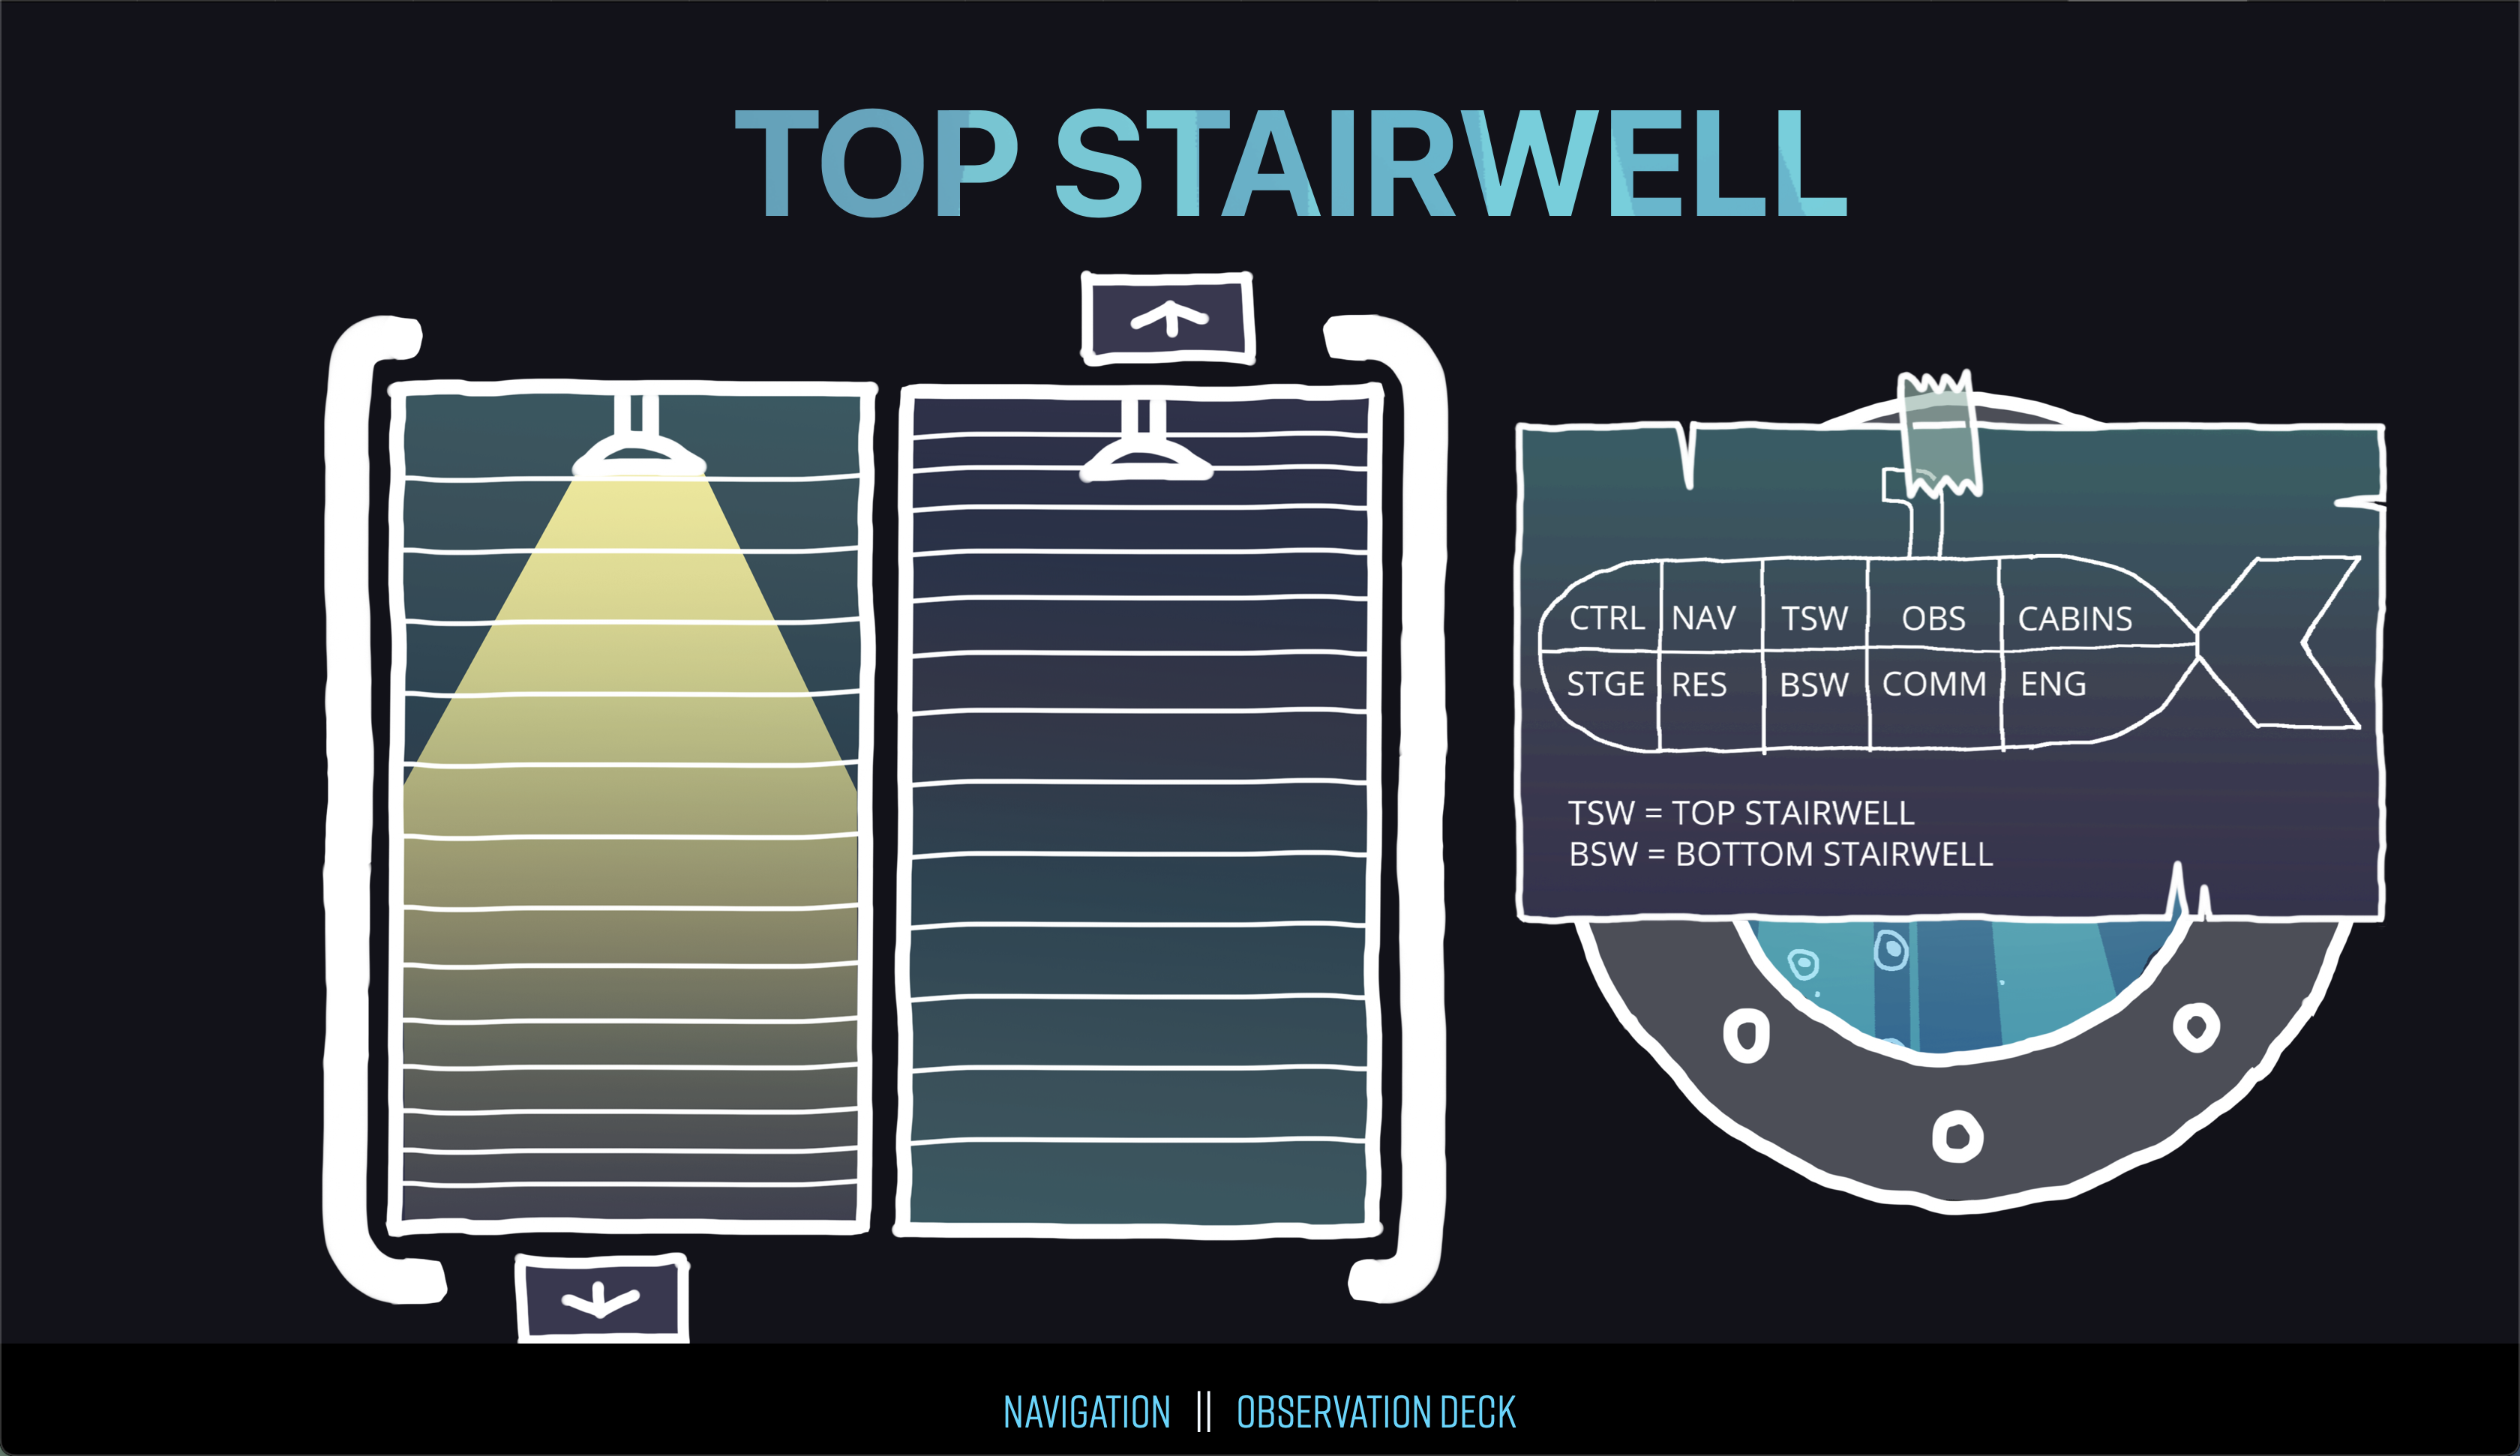 TOP STAIRWELL
CTRL NAV TSW OBS CABINS
STGE RES BSW COMM ENG
TSW = TOP STAIRWELL
BSW = BOTTOM STAIRWELL
NAVIGATION || OBSERVATION DECK